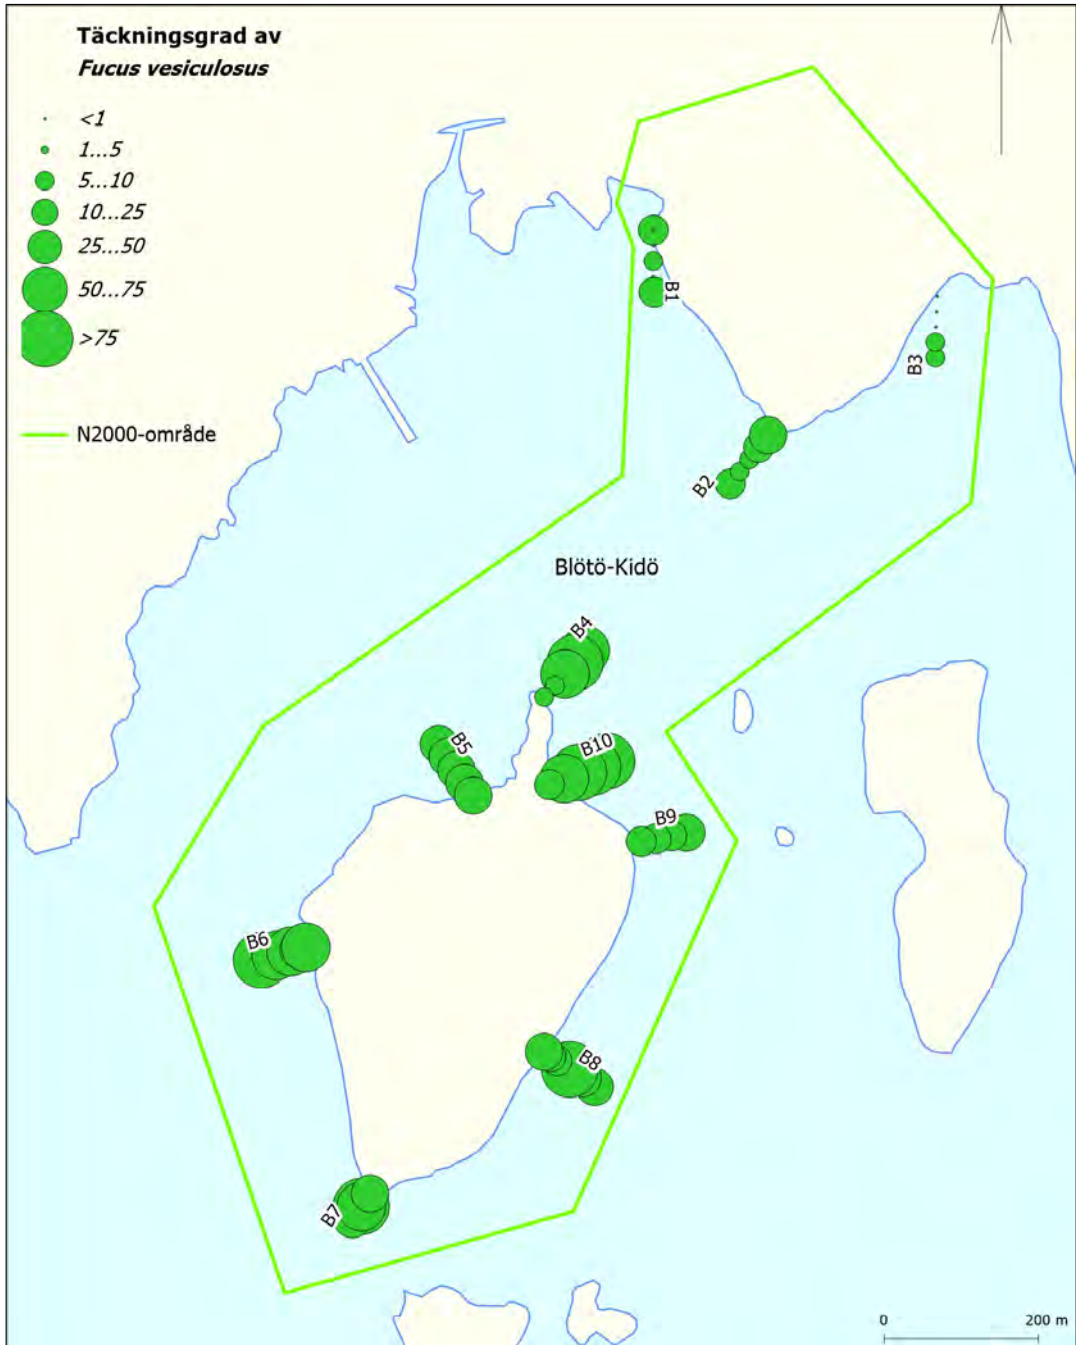 Täckningsgrad av
Fucus vesiculosus
<1
1...5
5...10
10...25
25...50
50...75
>75
N2000-område
B1
B3
B2
Blötö-Kidö
B4
B5
B10
B9
B6
B8
B7
0 200 m